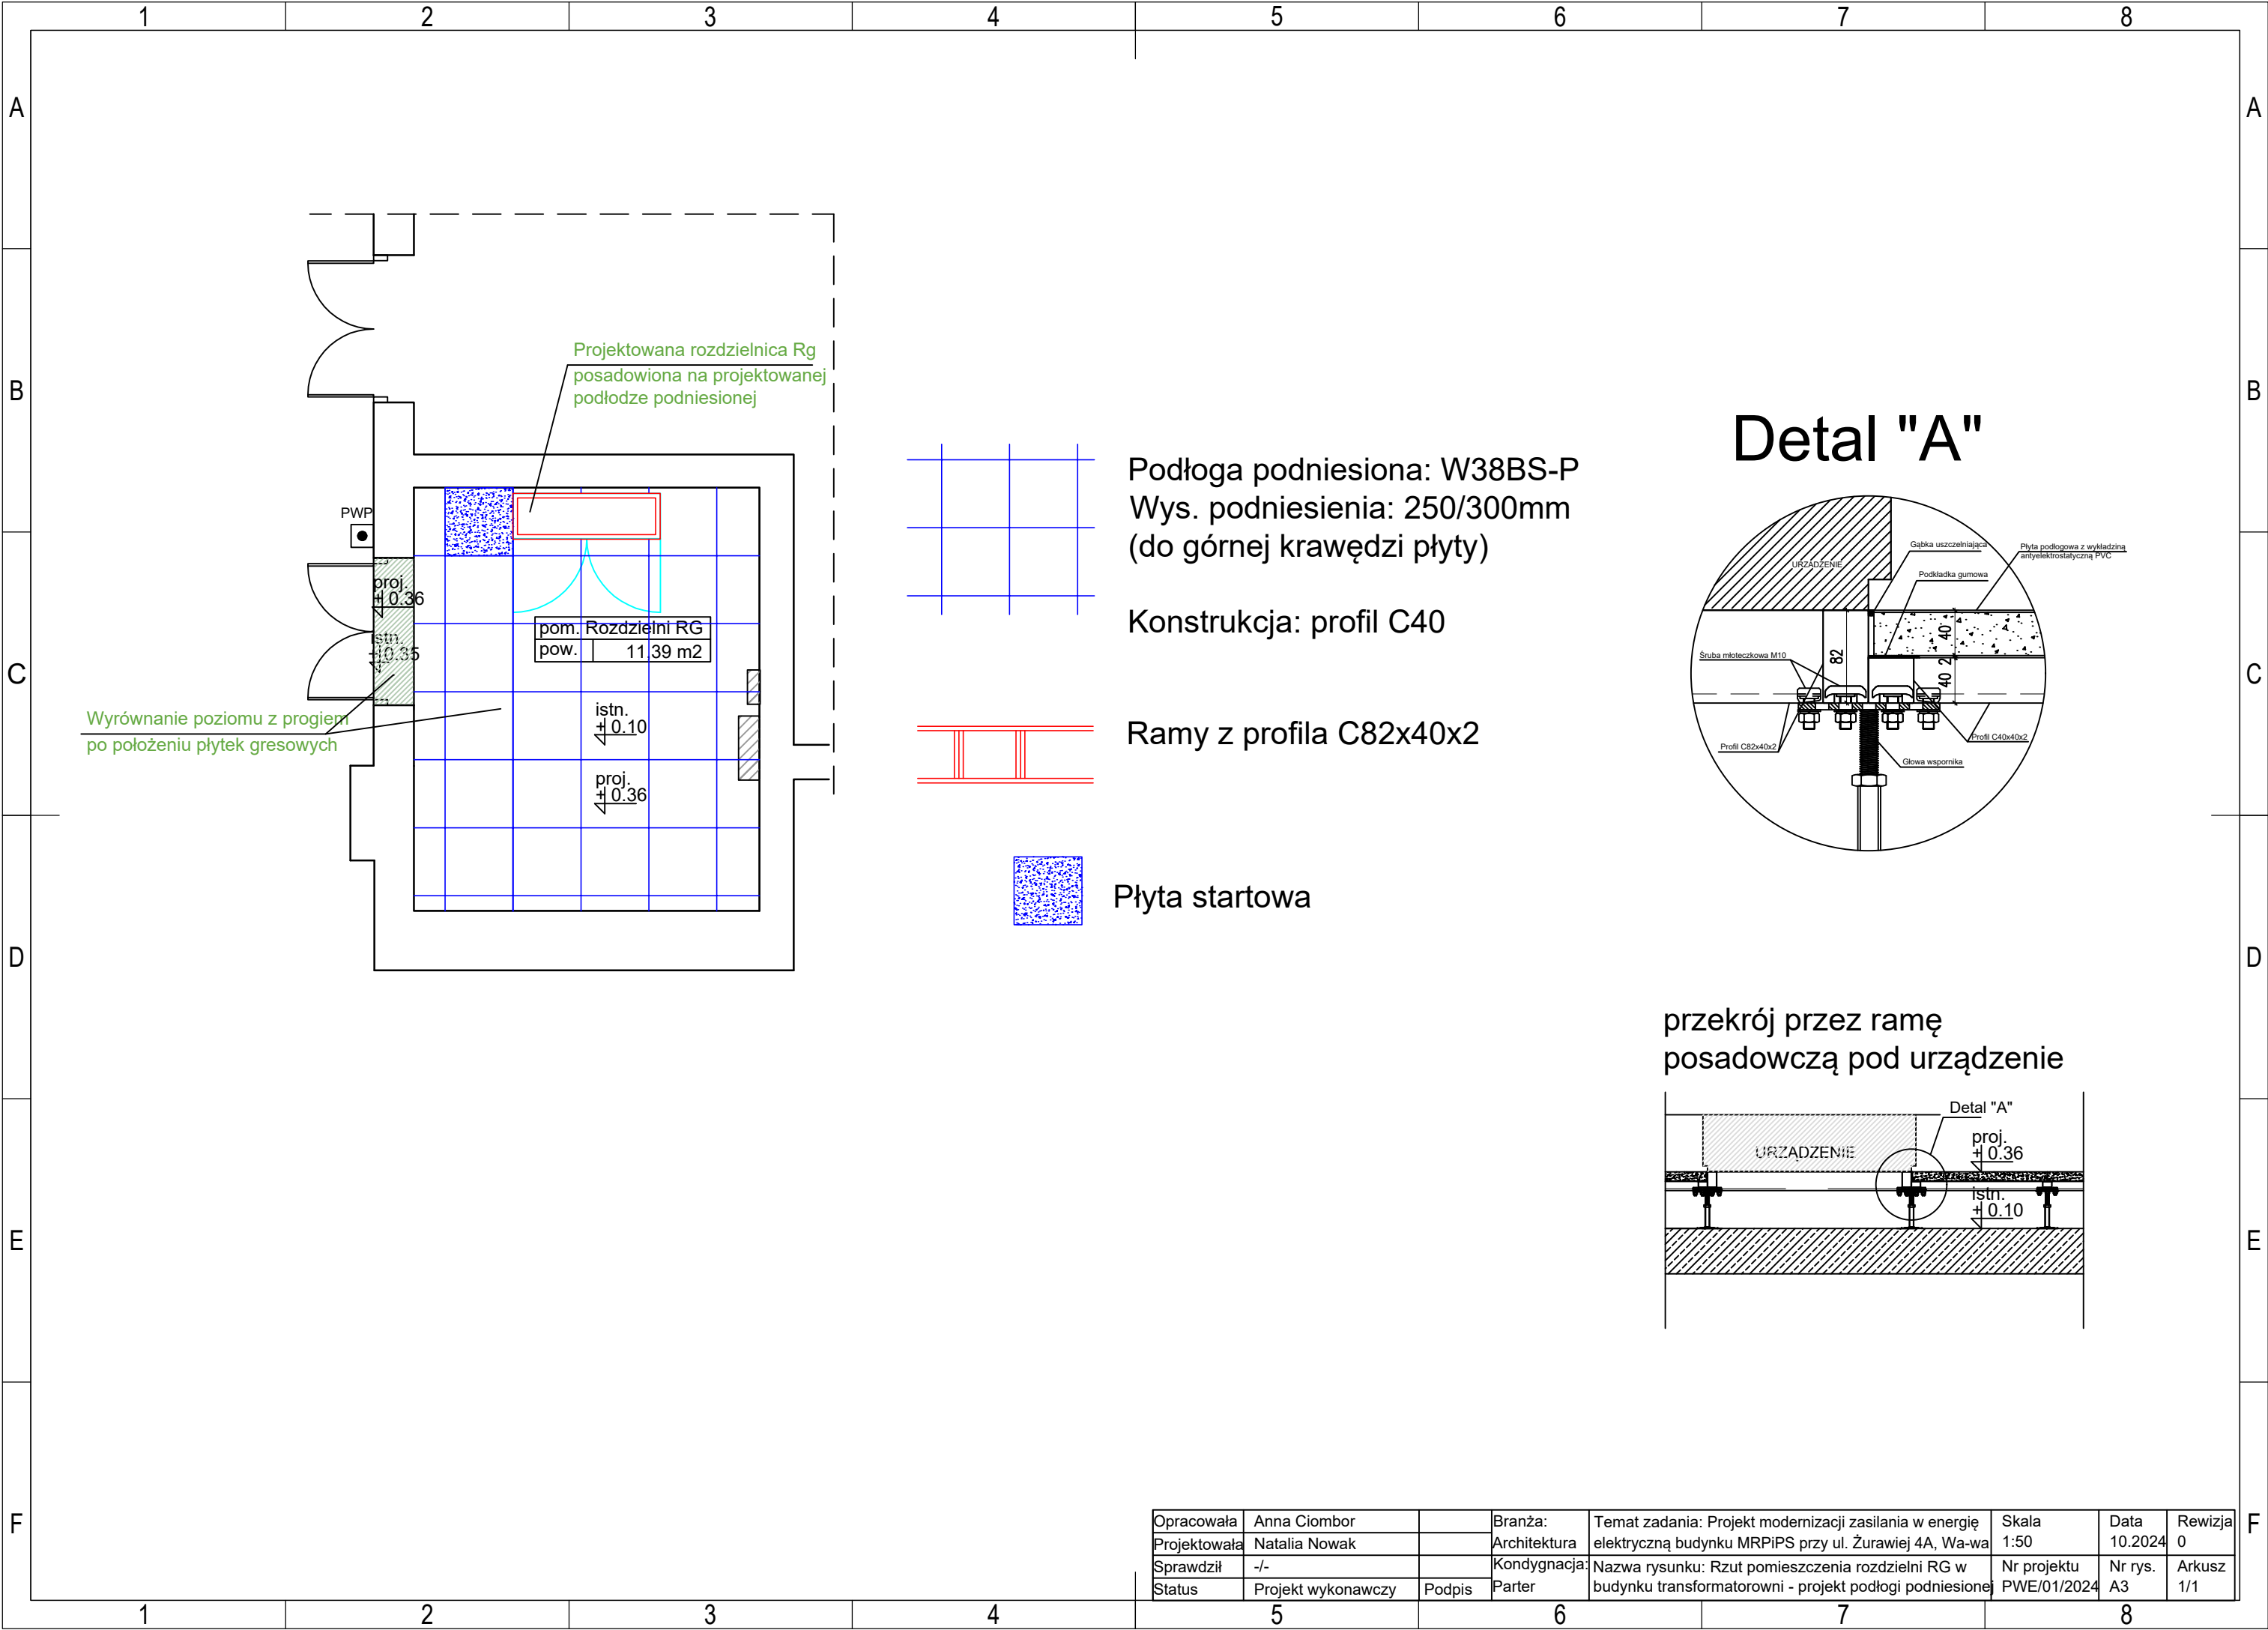 1 2 3 4 5 6 7 8
A A
B B
C C
D D
E E
F F
Projektowana rozdzielnica Rg
posadowiona na projektowanej
podłodze podniesionej
PWP
proj.
+ 0.36
istn.
+ 0.35
pom. Rozdzielni RG
pow. 11,39 m2
istn.
+ 0.10
proj.
+ 0.36
Wyrównanie poziomu z progiem
po położeniu płytek gresowych
Podłoga podniesiona: W38BS-P
Wys. podniesienia: 250/300mm
(do górnej krawędzi płyty)
Konstrukcja: profil C40
Ramy z profila C82x40x2
Płyta startowa
Detal "A"
URZĄDZENIE
Gąbka uszczelniająca
Płyta podłogowa z wykładziną
antyelektrostatyczną PVC
Podkładka gumowa
Śruba młoteczkowa M10
82
40
2
40
Profil C82x40x2
Profil C40x40x2
Głowa wspornika
przekrój przez ramę
posadowczą pod urządzenie
Detal "A"
URZĄDZENIE
proj.
+ 0.36
istn.
+ 0.10
Opracowała Anna Ciombor
Projektowała Natalia Nowak
Sprawdził -/-
Status Projekt wykonawczy Podpis
Branża:
Architektura
Kondygnacja:
Parter
Temat zadania: Projekt modernizacji zasilania w energię
elektryczną budynku MRPiPS przy ul. Żurawiej 4A, Wa-wa
Nazwa rysunku: Rzut pomieszczenia rozdzielni RG w
budynku transformatorowni - projekt podłogi podniesionej
Skala
1:50
Data
10.2024
Rewizja
0
Nr projektu
PWE/01/2024
Nr rys.
A3
Arkusz
1/1
1 2 3 4 5 6 7 8